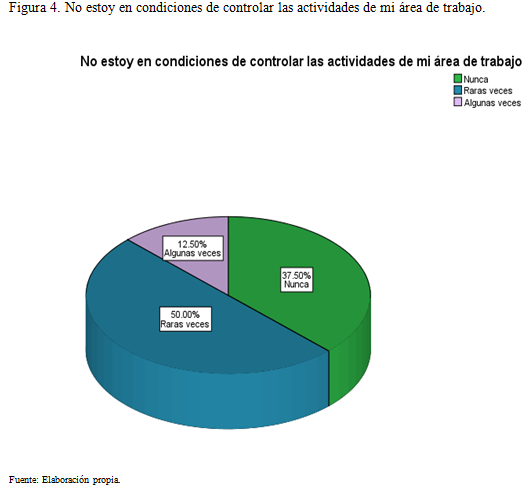 Figura 4. No estoy en condiciones de controlar las actividades de mi área de trabajo.
No estoy en condiciones de controlar las actividades de mi área de trabajo
Nunca
Raras veces
Algunas veces
12.50%
Algunas veces
37.50%
Nunca
50.00%
Raras veces
Fuente: Elaboración propia.